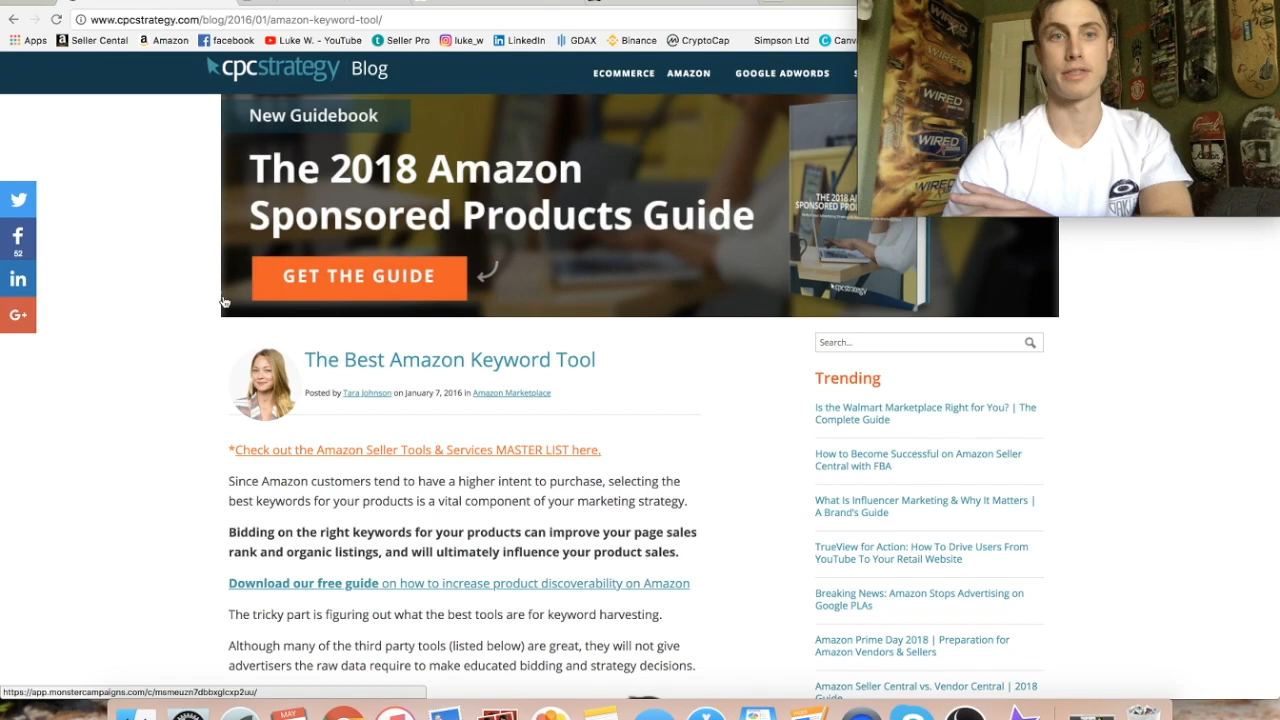 www.cpcstrategy.com/blog/2016/01/amazon-keyword-tool/
Apps
Seller Cental
Amazon
facebook
Luke W. - YouTube
Seller Pro
luke_w
LinkedIn
GDAX
Binance
CryptoCap
Simpson Ltd
cpcstrategy Blog
ECOMMERCE
AMAZON
GOOGLE ADWORDS
New Guidebook
The 2018 Amazon
Sponsored Products Guide
GET THE GUIDE
cpcstrategy
WIRED
WIRED
WIRED
52
The Best Amazon Keyword Tool
Posted by Tara Johnson on January 7, 2016 in Amazon Marketplace
*Check out the Amazon Seller Tools & Services MASTER LIST here.
Since Amazon customers tend to have a higher intent to purchase, selecting the
best keywords for your products is a vital component of your marketing strategy.
Bidding on the right keywords for your products can improve your page sales
rank and organic listings, and will ultimately influence your product sales.
Download our free guide on how to increase product discoverability on Amazon
The tricky part is figuring out what the best tools are for keyword harvesting.
Although many of the third party tools (listed below) are great, they will not give
advertisers the raw data require to make educated bidding and strategy decisions.
Search...
Trending
Is the Walmart Marketplace Right for You? | The
Complete Guide
How to Become Successful on Amazon Seller
Central with FBA
What Is Influencer Marketing & Why It Matters |
A Brand's Guide
TrueView for Action: How To Drive Users From
YouTube To Your Retail Website
Breaking News: Amazon Stops Advertising on
Google PLAs
Amazon Prime Day 2018 | Preparation for
Amazon Vendors & Sellers
Amazon Seller Central vs. Vendor Central | 2018
Guide
https://app.monstercampaigns.com/c/msmeuzn7dbbxglcxp2uu/
MAY